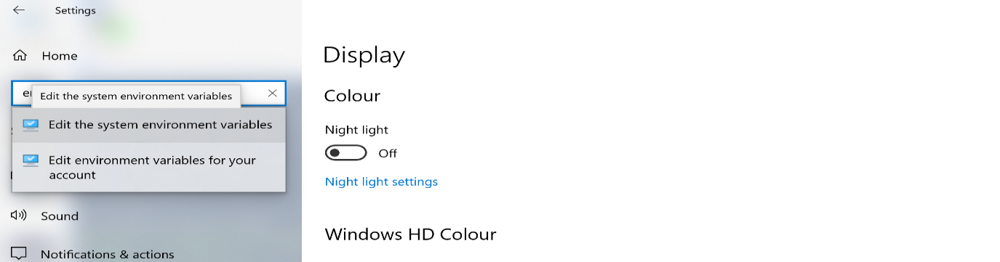 Settings
Home
Edit the system environment variables
Edit the system environment variables
Edit environment variables for your
account
Sound
Notifications & actions
Display
Colour
Night light
Off
Night light settings
Windows HD Colour